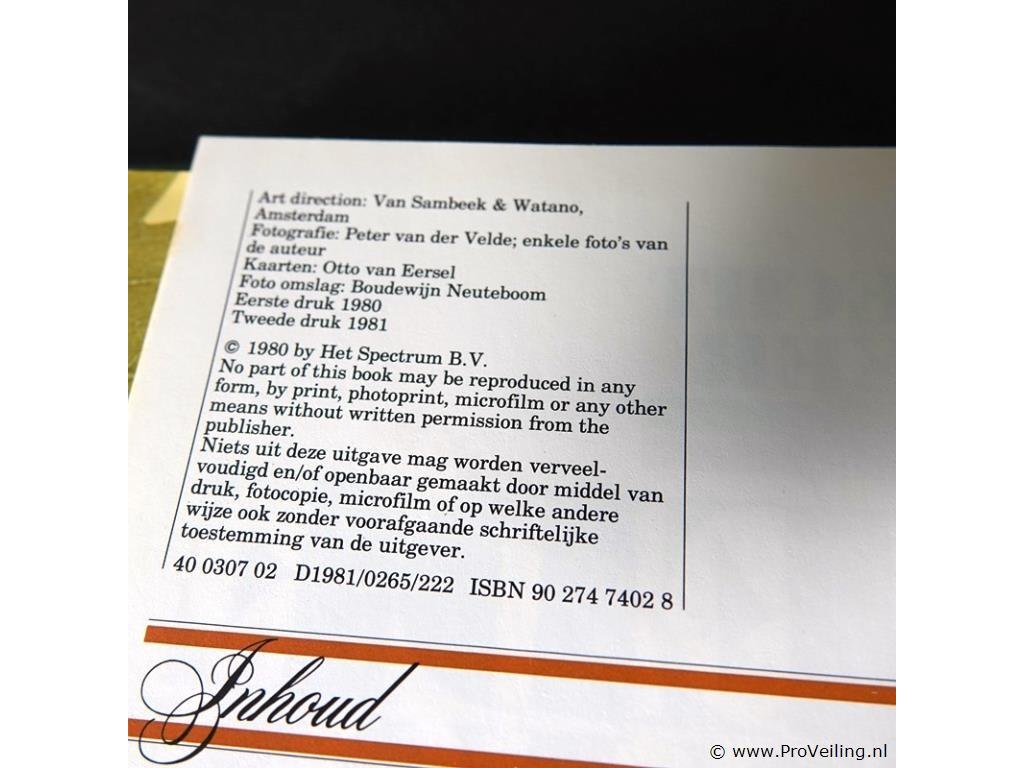 Art direction: Van Sambeek & Watano,
Amsterdam
Fotografie: Peter van der Velde; enkele foto's van
de auteur
Kaarten: Otto van Eersel
Foto omslag: Boudewijn Neuteboom
Eerste druk 1980
Tweede druk 1981
© 1980 by Het Spectrum B.V.
No part of this book may be reproduced in any
form, by print, photoprint, microfilm or any other
means without written permission from the
publisher.
Niets uit deze uitgave mag worden verveel-
voudigd en/of openbaar gemaakt door middel van
druk, fotocopie, microfilm of op welke andere
wijze ook zonder voorafgaande schriftelijke
toestemming van de uitgever.
40 0307 02 D1981/0265/222 ISBN 90 274 7402 8
Inhoud
© www.ProVeiling.nl